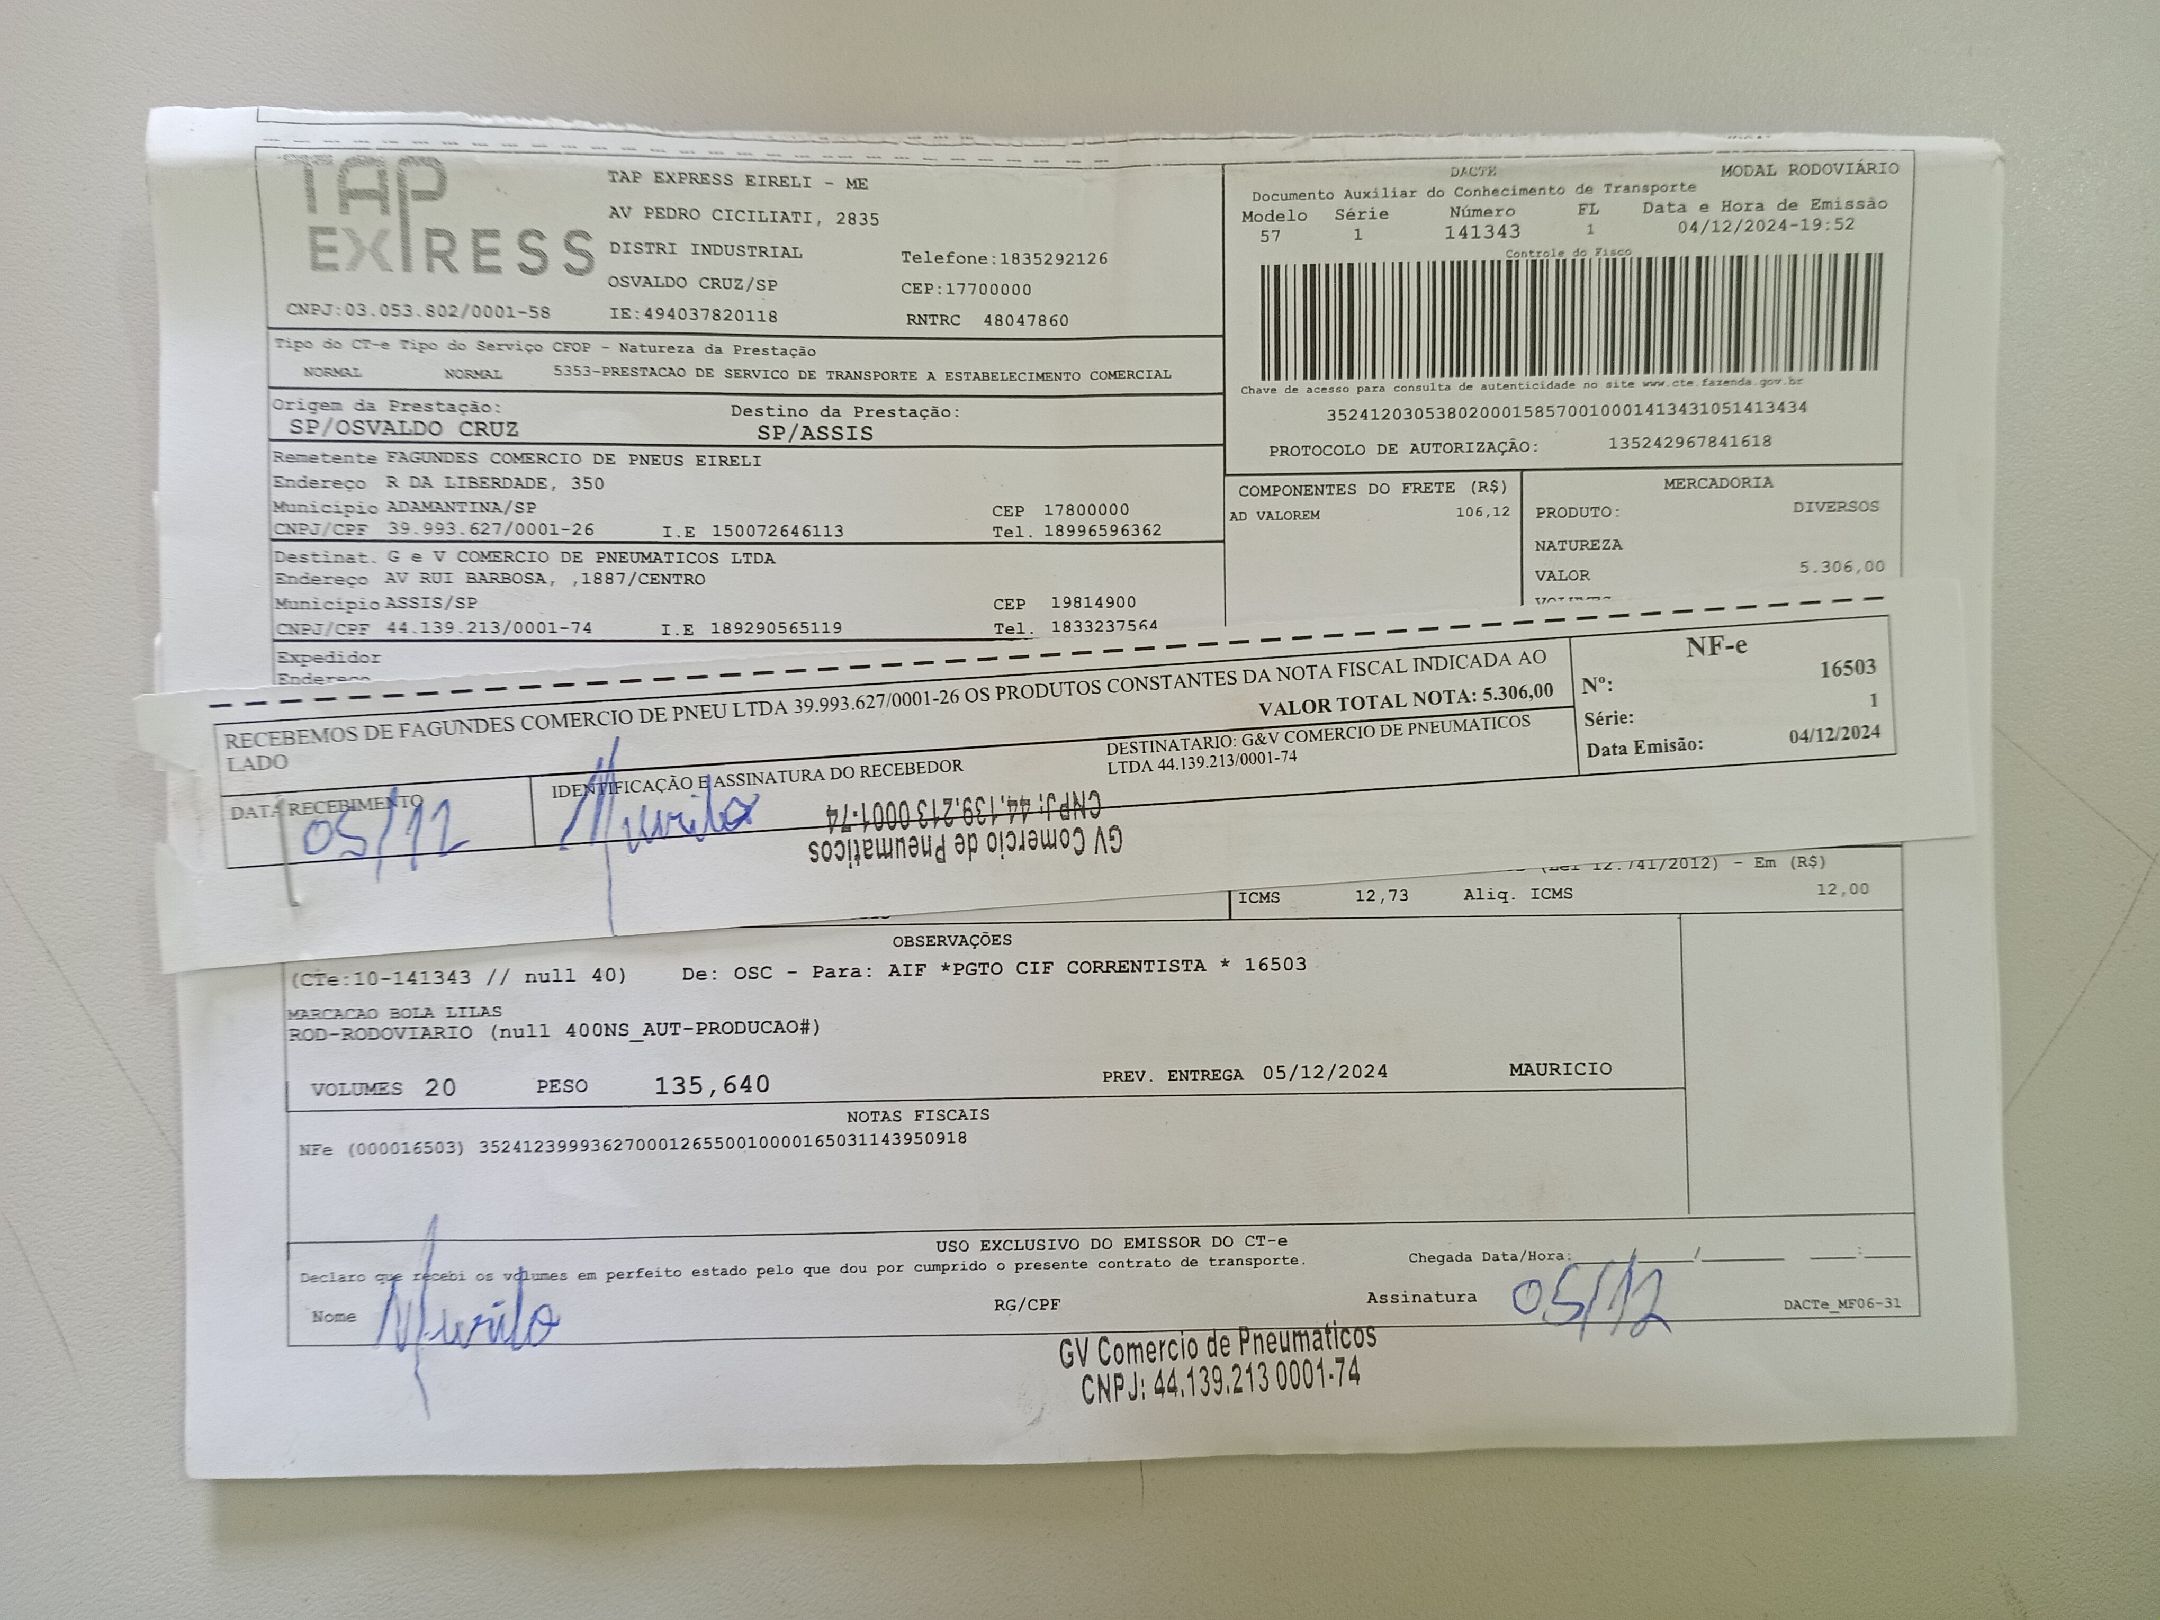 TAP
EXPRESS
CNPJ:03.053.802/0001-58
TAP EXPRESS EIRELI - ME
AV PEDRO CICILIATI, 2835
DISTRI INDUSTRIAL
OSVALDO CRUZ/SP
IE:494037820118
Telefone:1835292126
CEP:17700000
RNTRC 48047860
DACTE
MODAL RODOVIÁRIO
Documento Auxiliar do Conhecimento de Transporte
Modelo Série Número FL Data e Hora de Emissão
57 1 141343 1 04/12/2024-19:52
Controle do Fisco
Chave de acesso para consulta de autenticidade no site www.cte.fazenda.gov.br
35241203053802000158570010001413431051413434
PROTOCOLO DE AUTORIZAÇÃO: 135242967841618
Tipo do CT-e Tipo do Serviço CFOP - Natureza da Prestação
NORMAL NORMAL 5353-PRESTACAO DE SERVICO DE TRANSPORTE A ESTABELECIMENTO COMERCIAL
Origem da Prestação: Destino da Prestação:
SP/OSVALDO CRUZ SP/ASSIS
Remetente FAGUNDES COMERCIO DE PNEUS EIRELI
Endereço R DA LIBERDADE, 350
Município ADAMANTINA/SP CEP 17800000
CNPJ/CPF 39.993.627/0001-26 I.E 150072646113 Tel. 18996596362
Destinat. G e V COMERCIO DE PNEUMATICOS LTDA
Endereço AV RUI BARBOSA, ,1887/CENTRO
Município ASSIS/SP CEP 19814900
CNPJ/CPF 44.139.213/0001-74 I.E 189290565119 Tel. 1833237564
Expedidor
Endereço
COMPONENTES DO FRETE (R$)
AD VALOREM 106,12
MERCADORIA
PRODUTO: DIVERSOS
NATUREZA
VALOR 5.306,00
RECEBEMOS DE FAGUNDES COMERCIO DE PNEU LTDA 39.993.627/0001-26 OS PRODUTOS CONSTANTES DA NOTA FISCAL INDICADA AO
LADO
VALOR TOTAL NOTA: 5.306,00
DATA RECEBIMENTO
05/12
IDENTIFICAÇÃO E ASSINATURA DO RECEBEDOR
Murilo
DESTINATARIO: G&V COMERCIO DE PNEUMATICOS
LTDA 44.139.213/0001-74
GV Comercio de Pneumaticos
CNPJ: 44.139.213 0001-74
NF-e
Nº: 16503
Série: 1
Data Emissão: 04/12/2024
(Lei 12.741/2012) - Em (R$)
ICMS 12,73 Aliq. ICMS 12,00
OBSERVAÇÕES
(CTe:10-141343 // null 40) De: OSC - Para: AIF *PGTO CIF CORRENTISTA * 16503
MARCACAO BOLA LILAS
ROD-RODOVIARIO (null 400NS_AUT-PRODUCAO#)
VOLUMES 20 PESO 135,640 PREV. ENTREGA 05/12/2024 MAURICIO
NOTAS FISCAIS
NFe (000016503) 35241239993627000126550010000165031143950918
USO EXCLUSIVO DO EMISSOR DO CT-e
Declaro que recebi os volumes em perfeito estado pelo que dou por cumprido o presente contrato de transporte.
Chegada Data/Hora: __/__/____ __:__
Nome Murilo RG/CPF Assinatura 05/12 DACTe_MF06-31
GV Comercio de Pneumaticos
CNPJ: 44.139.213 0001-74